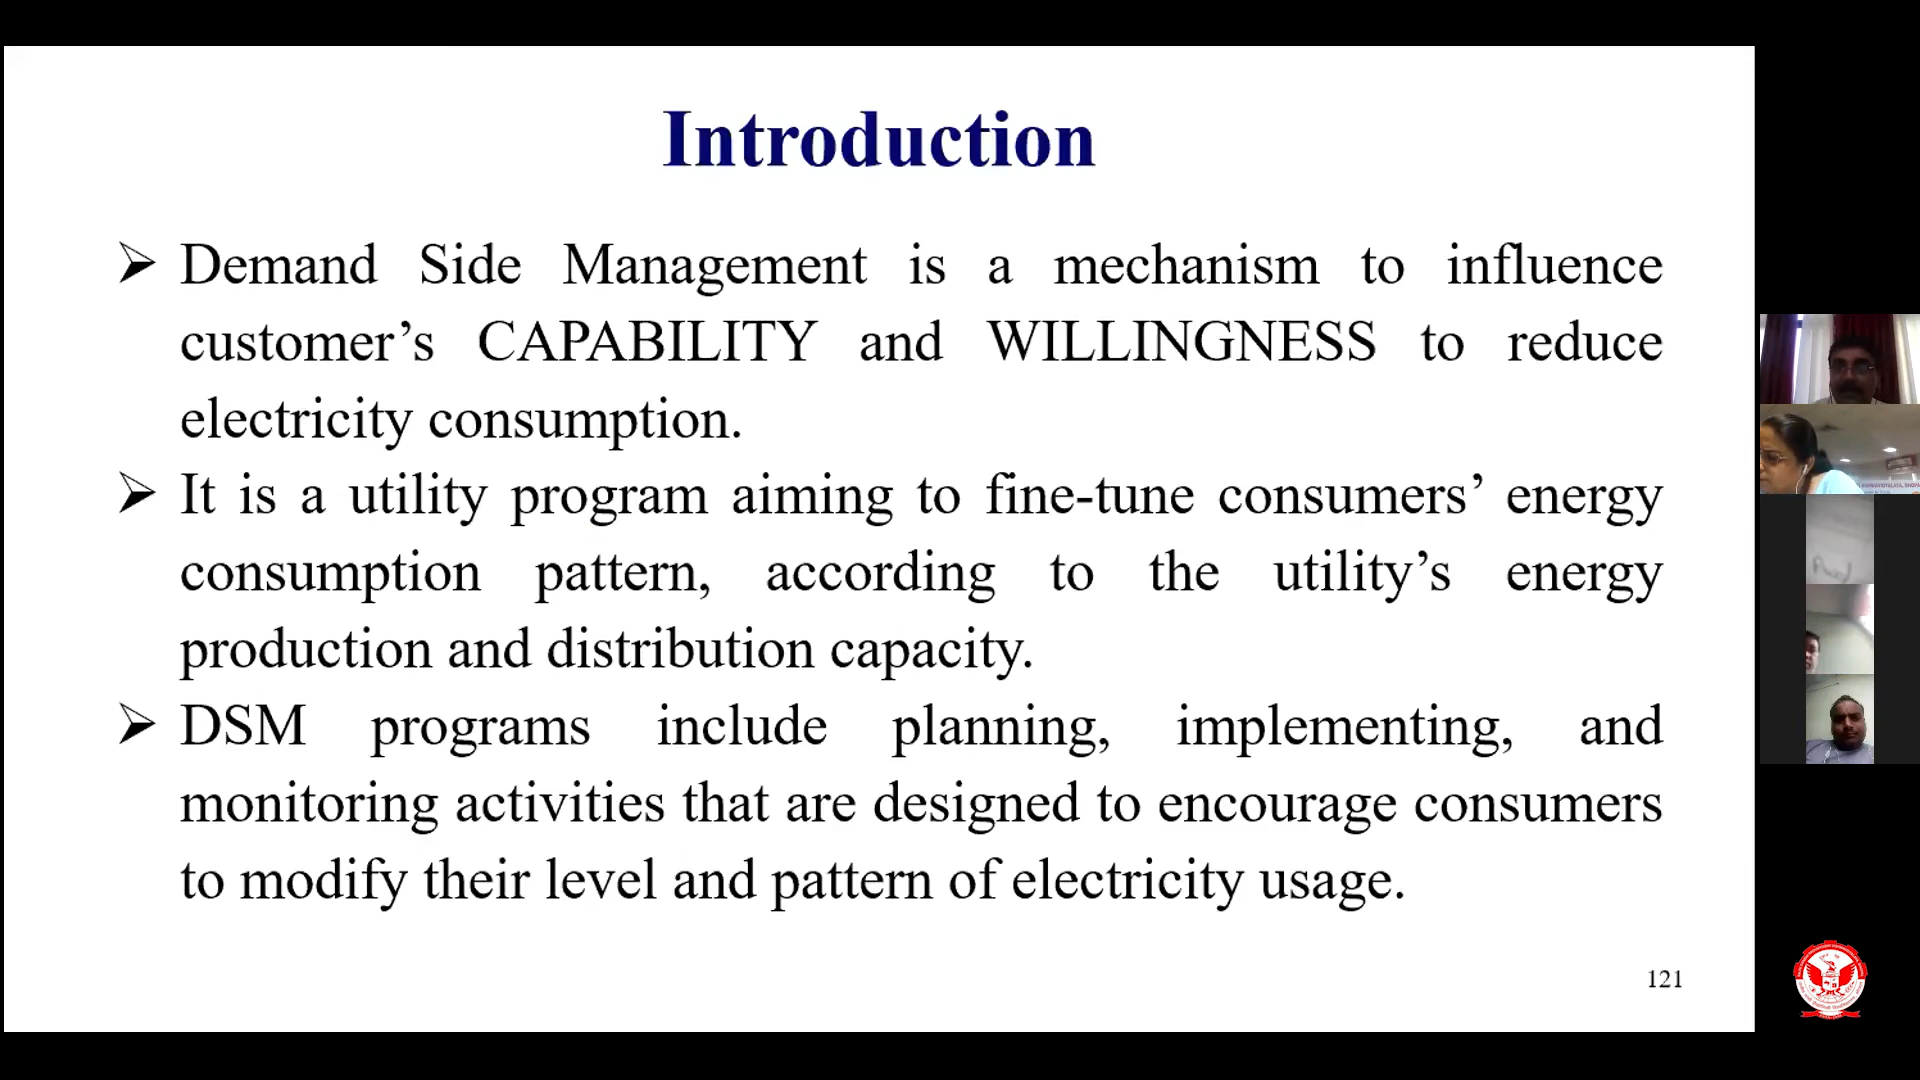 Introduction
➢ Demand Side Management is a mechanism to influence
customer’s CAPABILITY and WILLINGNESS to reduce
electricity consumption.
➢ It is a utility program aiming to fine-tune consumers’ energy
consumption pattern, according to the utility’s energy
production and distribution capacity.
➢ DSM programs include planning, implementing, and
monitoring activities that are designed to encourage consumers
to modify their level and pattern of electricity usage.
121